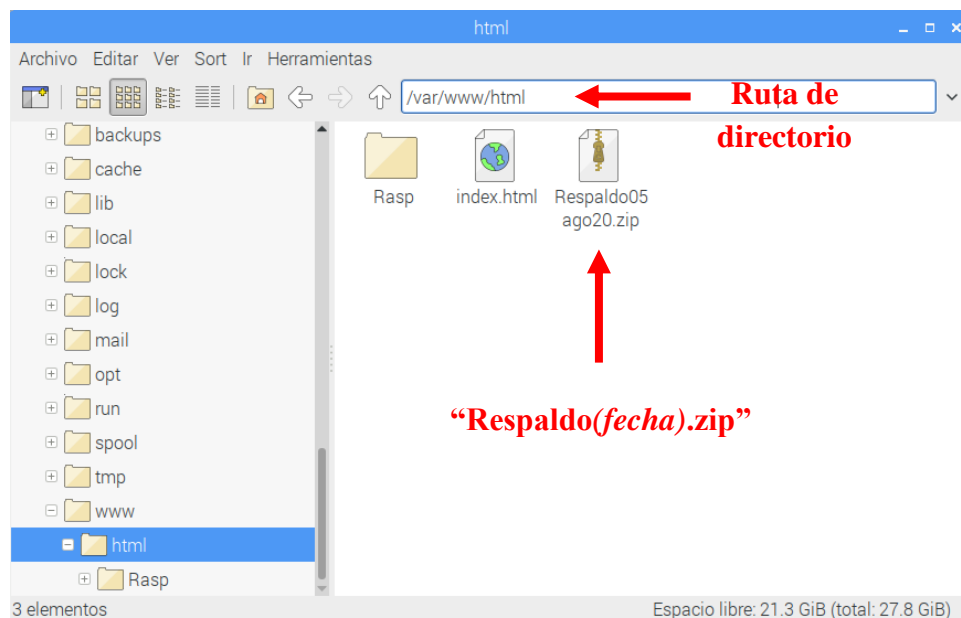 html
Archivo Editar Ver Sort Ir Herramientas
/var/www/html
Ruta de
directorio
backups
cache
lib
local
lock
log
mail
opt
run
spool
tmp
www
html
Rasp
Rasp
index.html
Respaldo05
ago20.zip
“Respaldo(fecha).zip”
3 elementos
Espacio libre: 21.3 GiB (total: 27.8 GiB)